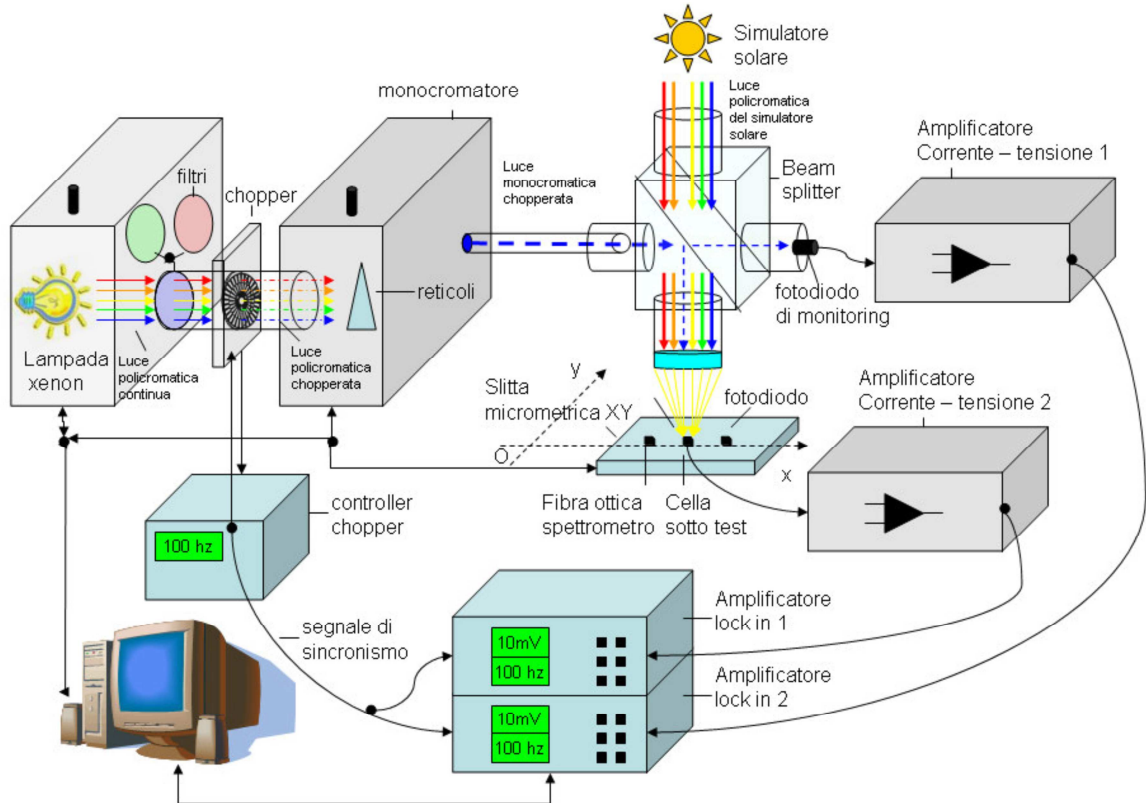 Simulatore
solare
monocromatore
Luce
policromatica
del simulatore
solare
Amplificatore
Corrente – tensione 1
filtri
chopper
Luce
monocromatica
chopperata
Beam
splitter
reticoli
fotodiodo
di monitoring
Lampada
xenon
Luce
policromatica
continua
Luce
policromatica
chopperata
y
Slitta
micrometrica XY
fotodiodo
Amplificatore
Corrente – tensione 2
O
x
Fibra ottica
spettrometro
Cella
sotto test
controller
chopper
100 hz
segnale di
sincronismo
Amplificatore
lock in 1
10mV
100 hz
Amplificatore
lock in 2
10mV
100 hz